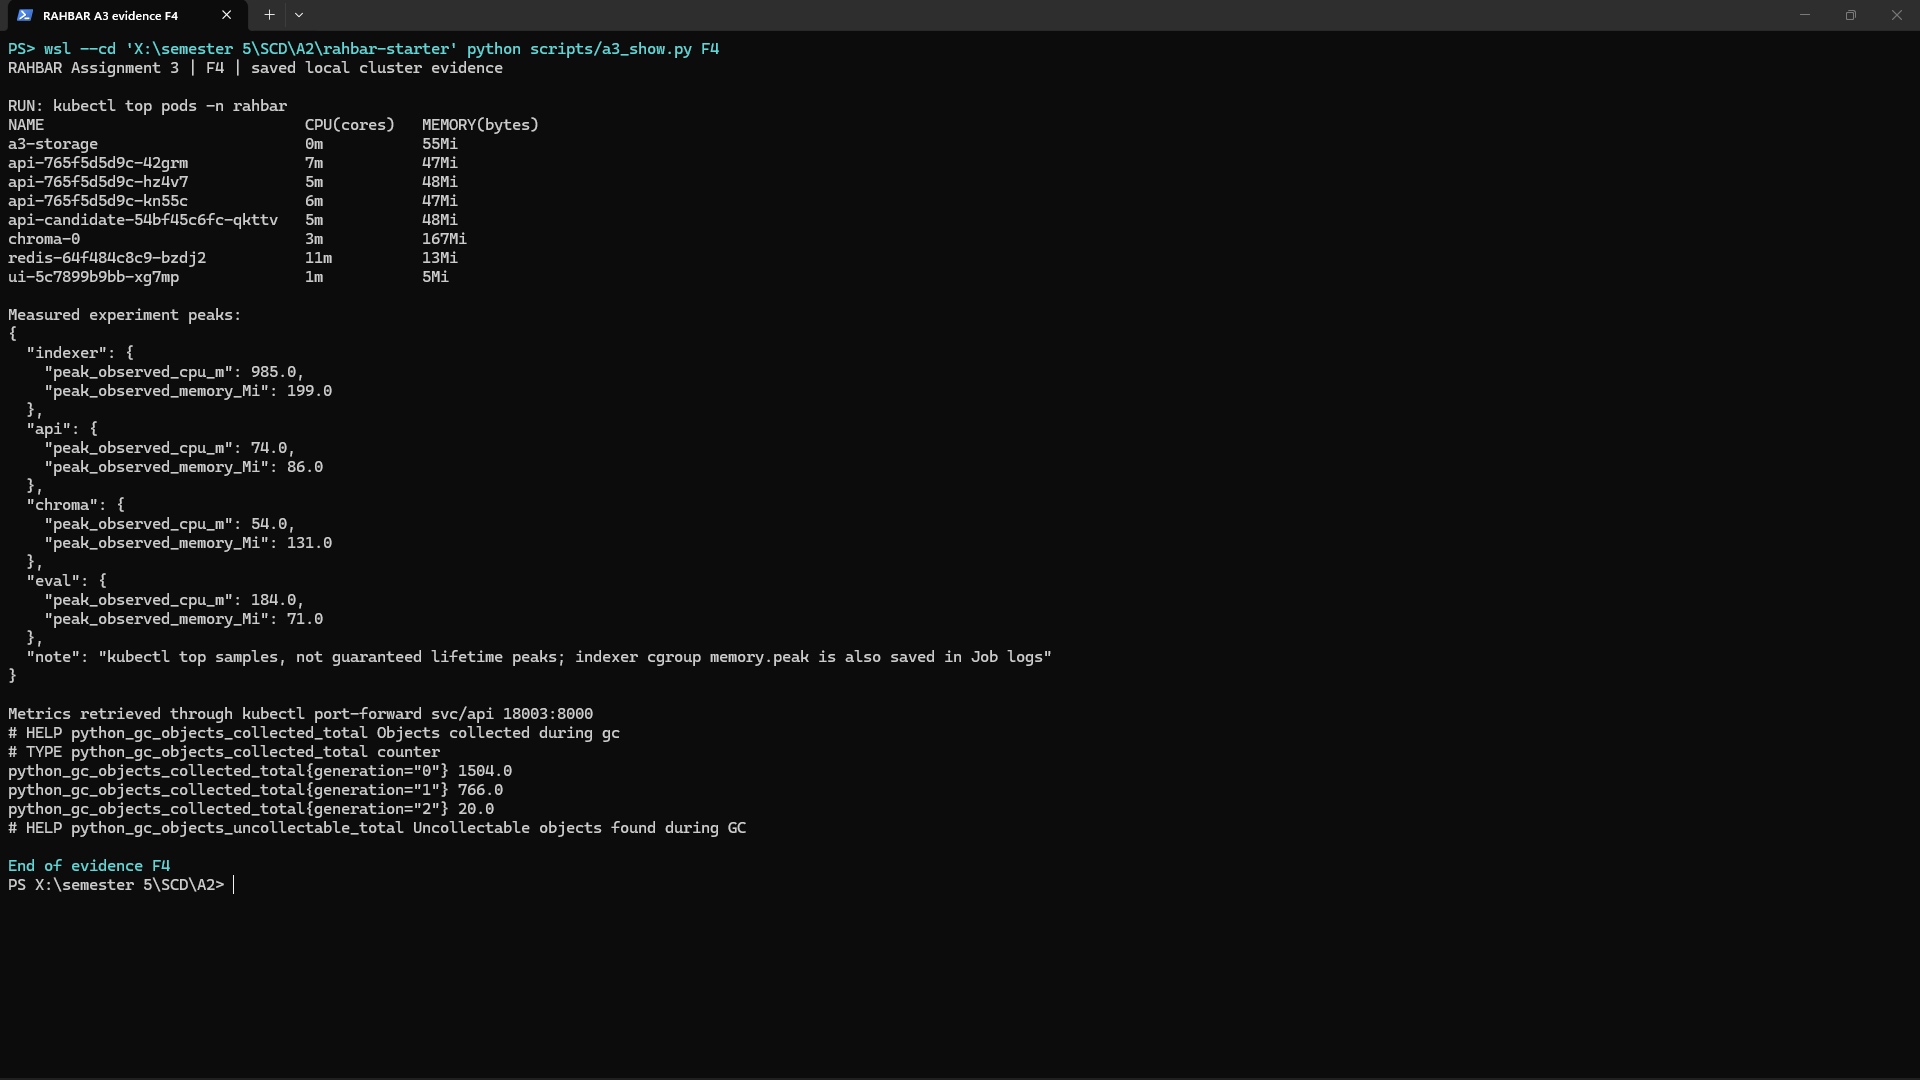 RAHBAR A3 evidence F4
PS> wsl --cd 'X:\semester 5\SCD\A2\rahbar-starter' python scripts/a3_show.py F4
RAHBAR Assignment 3 | F4 | saved local cluster evidence
RUN: kubectl top pods -n rahbar
NAME CPU(cores) MEMORY(bytes)
a3-storage 0m 55Mi
api-765f5d5d9c-42grm 7m 47Mi
api-765f5d5d9c-hz4v7 5m 48Mi
api-765f5d5d9c-kn55c 6m 47Mi
api-candidate-54bf45c6fc-qkttv 5m 48Mi
chroma-0 3m 167Mi
redis-64f484c8c9-bzdj2 11m 13Mi
ui-5c7899b9bb-xg7mp 1m 5Mi
Measured experiment peaks:
{
  "indexer": {
    "peak_observed_cpu_m": 985.0,
    "peak_observed_memory_Mi": 199.0
  },
  "api": {
    "peak_observed_cpu_m": 74.0,
    "peak_observed_memory_Mi": 86.0
  },
  "chroma": {
    "peak_observed_cpu_m": 54.0,
    "peak_observed_memory_Mi": 131.0
  },
  "eval": {
    "peak_observed_cpu_m": 184.0,
    "peak_observed_memory_Mi": 71.0
  },
  "note": "kubectl top samples, not guaranteed lifetime peaks; indexer cgroup memory.peak is also saved in Job logs"
}
Metrics retrieved through kubectl port-forward svc/api 18003:8000
# HELP python_gc_objects_collected_total Objects collected during gc
# TYPE python_gc_objects_collected_total counter
python_gc_objects_collected_total{generation="0"} 1504.0
python_gc_objects_collected_total{generation="1"} 766.0
python_gc_objects_collected_total{generation="2"} 20.0
# HELP python_gc_objects_uncollectable_total Uncollectable objects found during GC
End of evidence F4
PS X:\semester 5\SCD\A2>